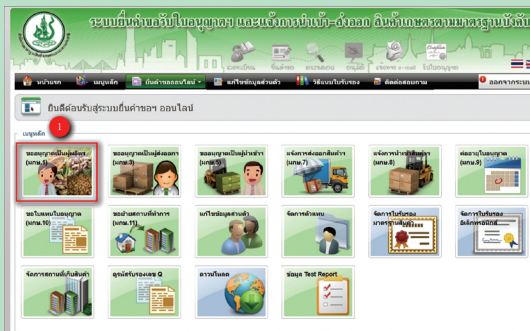 ระบบยื่นคำขอรับใบอนุญาตฯ และแจ้งการนำเข้า-ส่งออก สินค้าเกษตรตามมาตรฐานบังคับ
หน้าแรก เมนูหลัก ยื่นคำขอออนไลน์ แก้ไขข้อมูลส่วนตัว วิธีแนบใบรับรอง ติดต่อสอบถาม ออกจากระบบ
ยินดีต้อนรับสู่ระบบยื่นคำขอฯ ออนไลน์
เมนูหลัก 1
ขออนุญาตเป็นผู้ผลิตฯ (มกษ.1)
ขออนุญาตเป็นผู้ส่งออกฯ (มกษ.3)
ขออนุญาตเป็นผู้นำเข้าฯ (มกษ.5)
แจ้งการส่งออกสินค้าฯ (มกษ.7)
แจ้งการนำเข้าสินค้าฯ (มกษ.8)
ต่ออายุใบอนุญาต (มกษ.9)
ขอใบแทนใบอนุญาต (มกษ.10)
ขอย้ายสถานที่ทำการ (มกษ.11)
แก้ไขข้อมูลส่วนตัว
จัดการตัวแทน
จัดการใบรับรอง มาตรฐานสินค้า
จัดการใบรับรอง อิเล็กทรอนิกส์
จัดการสถานที่เก็บสินค้า
ดูรหัสรับรองเลข Q
ดาวน์โหลด
ข้อมูล Test Report